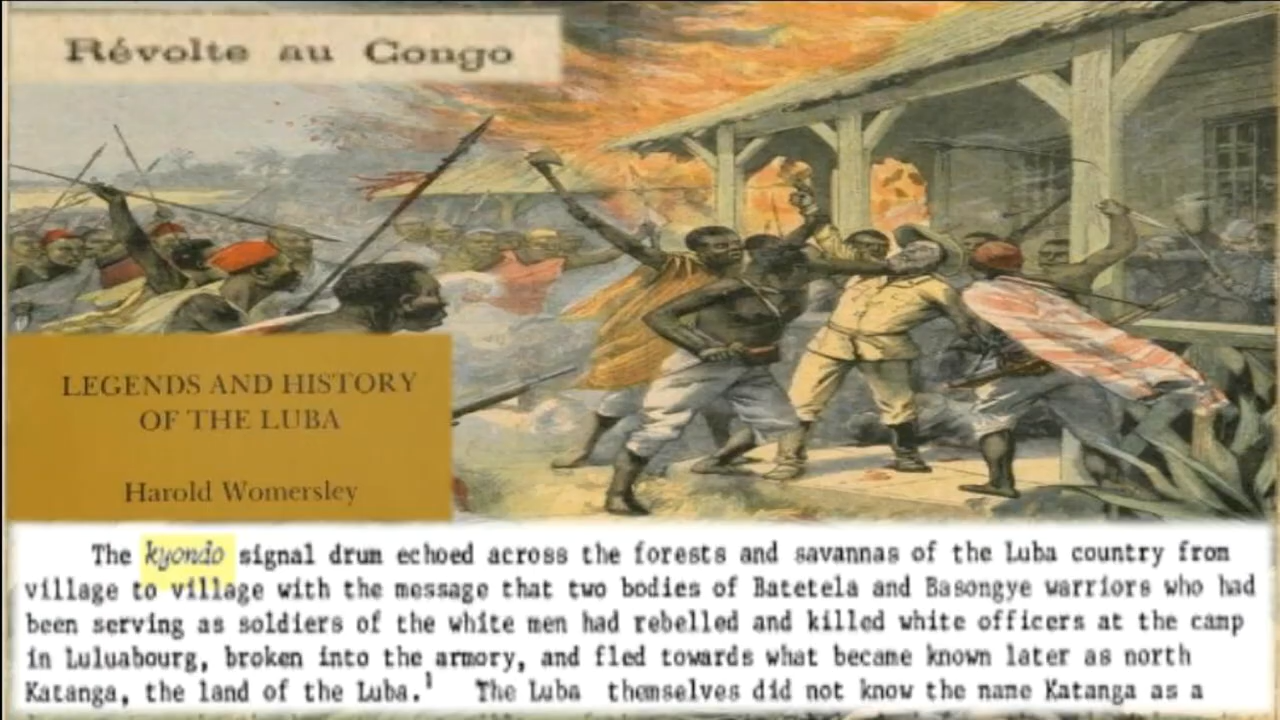 Révolte au Congo
LEGENDS AND HISTORY
OF THE LUBA
Harold Womersley
The kyondo signal drum echoed across the forests and savannas of the Luba country from
village to village with the message that two bodies of Batetela and Basongye warriors who had
been serving as soldiers of the white men had rebelled and killed white officers at the camp
in Luluabourg, broken into the armory, and fled towards what became known later as north
Katanga, the land of the Luba.1 The Luba themselves did not know the name Katanga as a